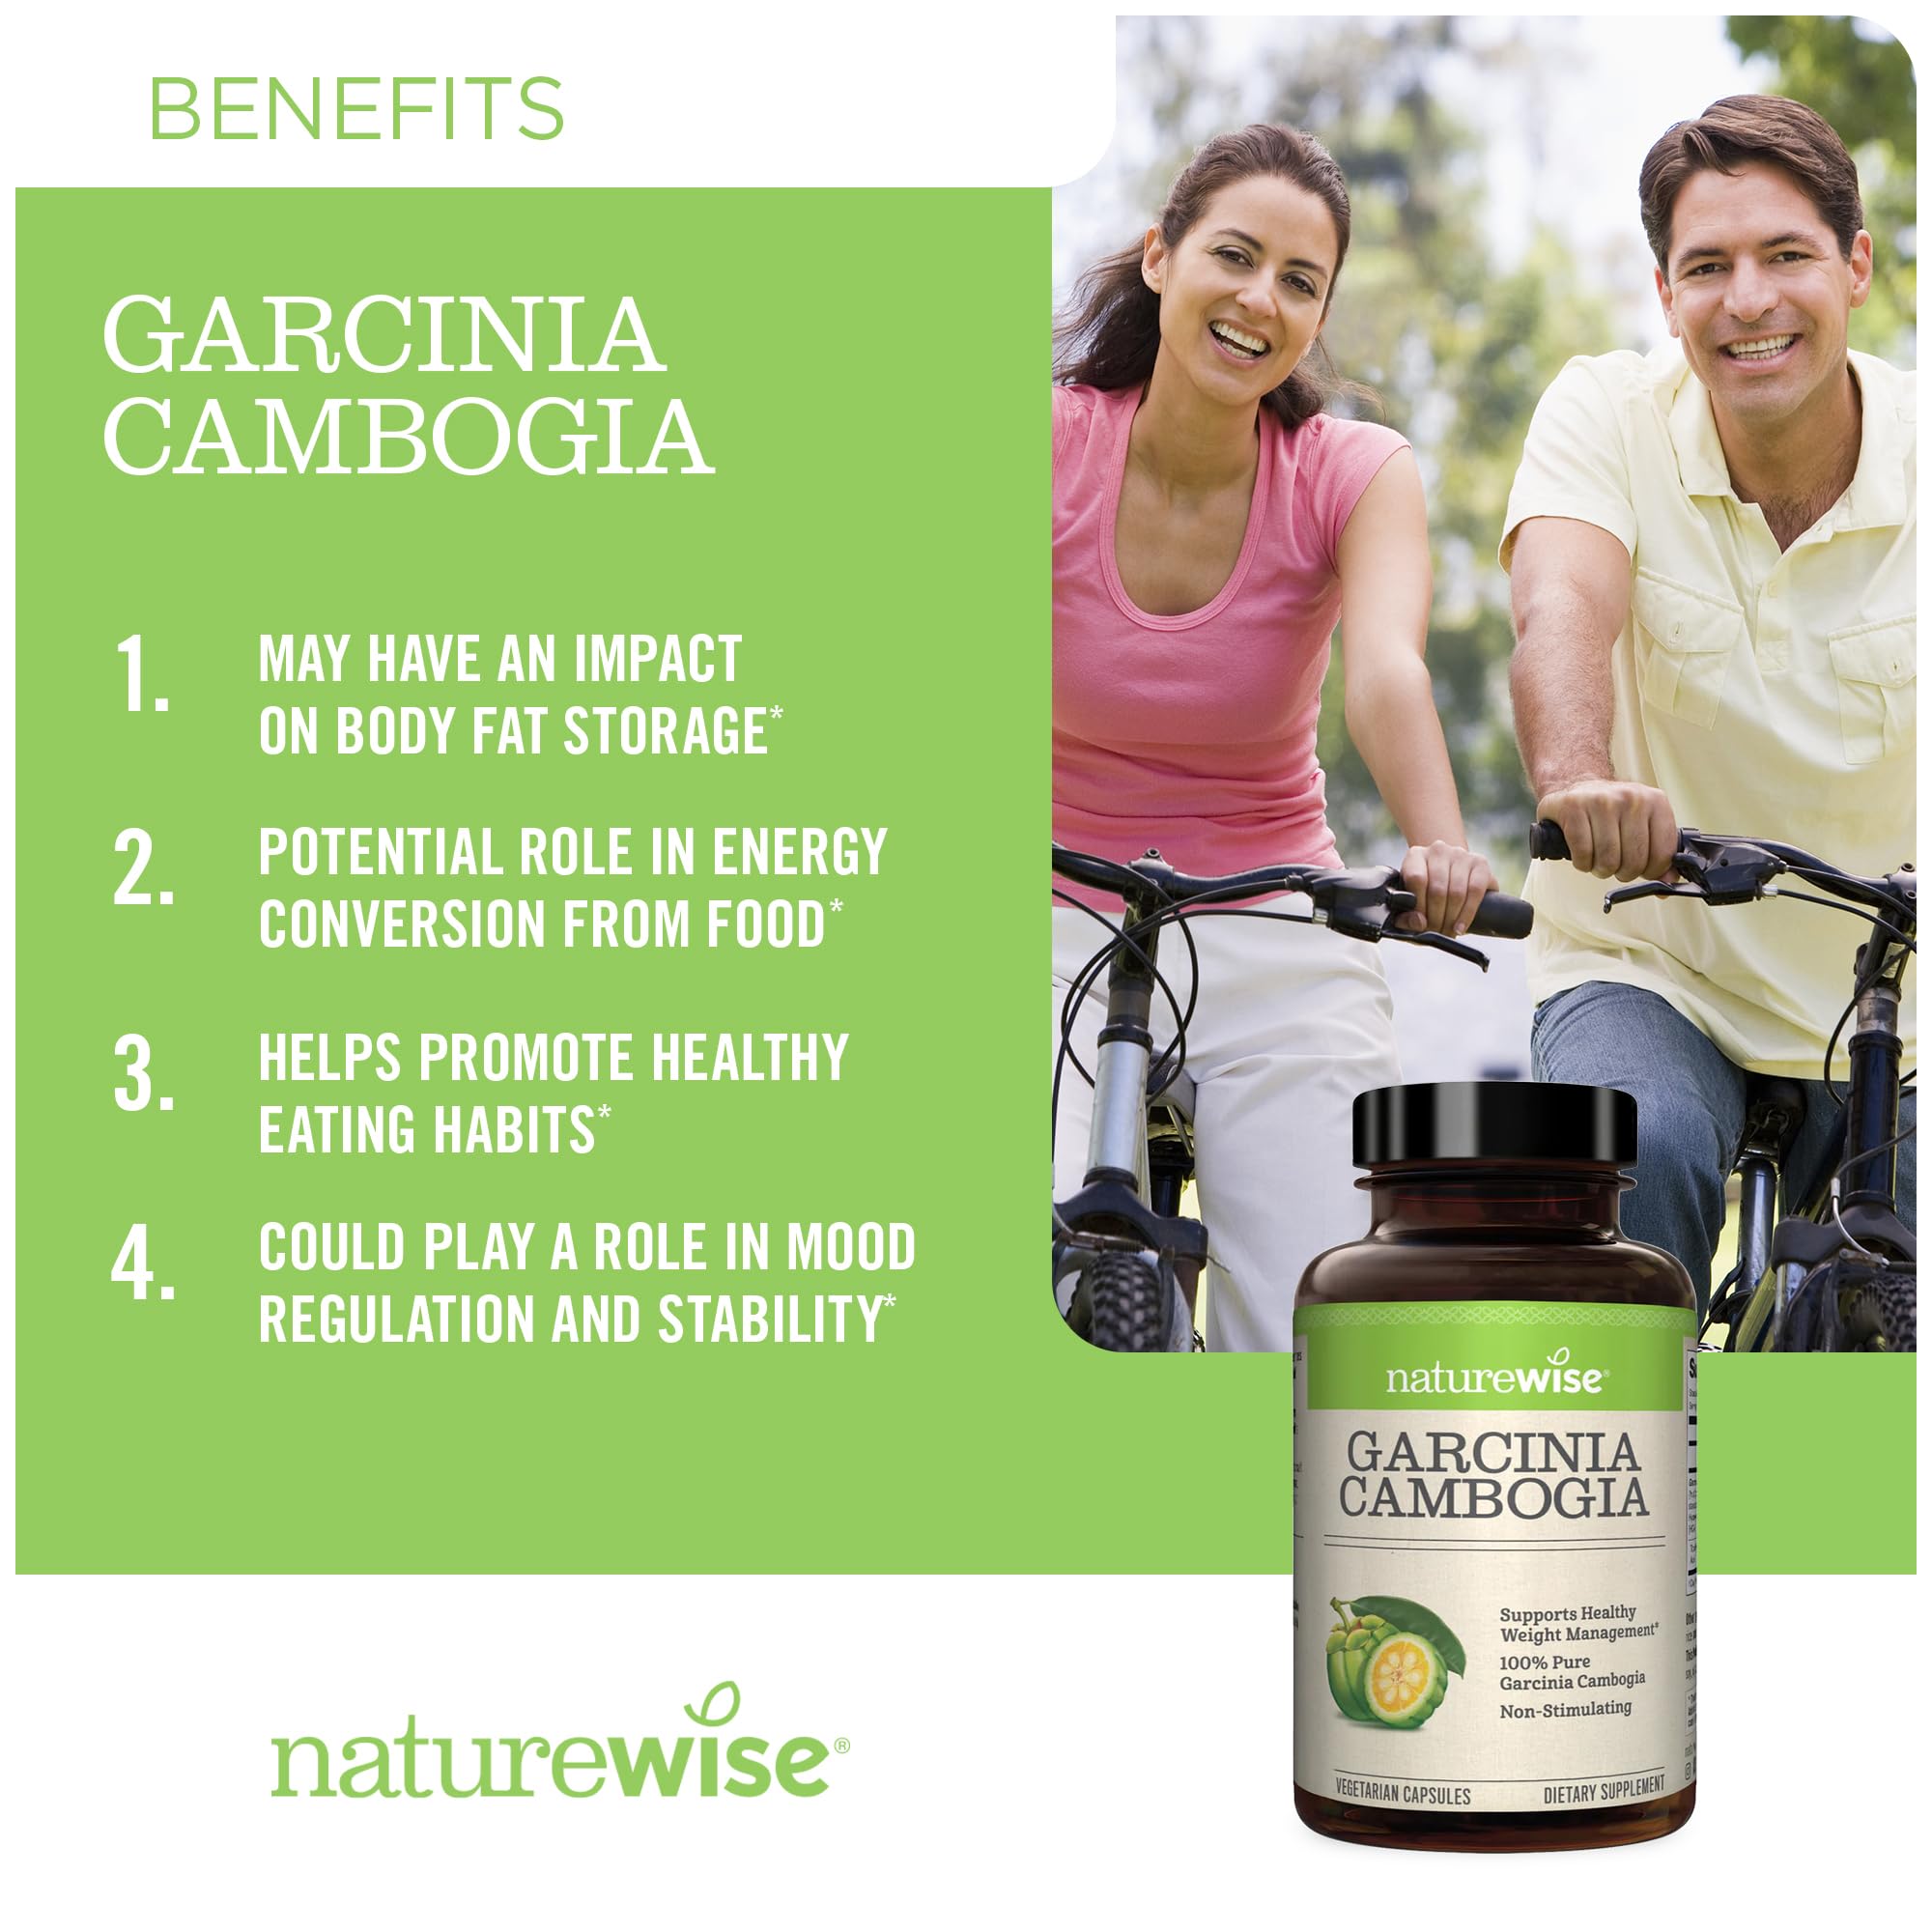 BENEFITS
GARCINIA
CAMBOGIA
1. MAY HAVE AN IMPACT
ON BODY FAT STORAGE*
2. POTENTIAL ROLE IN ENERGY
CONVERSION FROM FOOD*
3. HELPS PROMOTE HEALTHY
EATING HABITS*
4. COULD PLAY A ROLE IN MOOD
REGULATION AND STABILITY*
naturewise®
GARCINIA
CAMBOGIA
Supports Healthy
Weight Management*
100% Pure
Garcinia Cambogia
Non-Stimulating
VEGETARIAN CAPSULES
DIETARY SUPPLEMENT
naturewise®